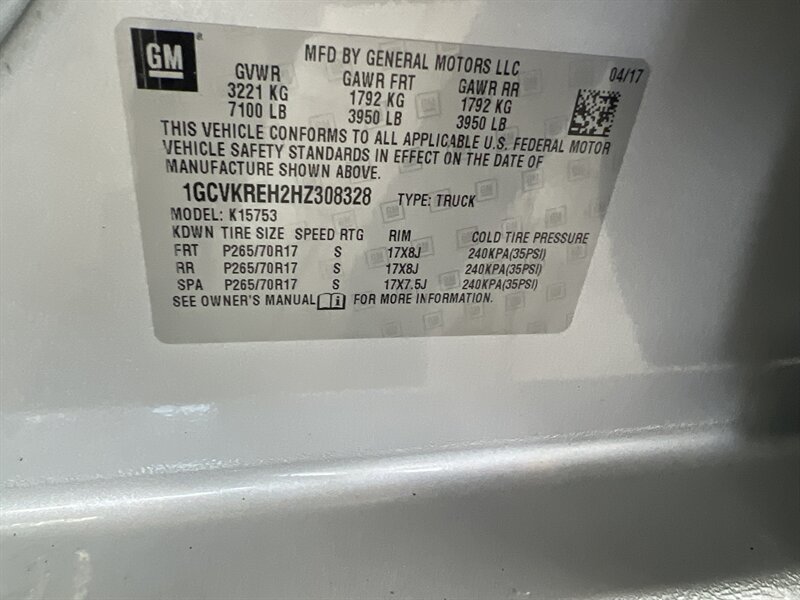 GM
MFD BY GENERAL MOTORS LLC
04/17
GVWR GAWR FRT GAWR RR
3221 KG 1792 KG 1792 KG
7100 LB 3950 LB 3950 LB
THIS VEHICLE CONFORMS TO ALL APPLICABLE U.S. FEDERAL MOTOR
VEHICLE SAFETY STANDARDS IN EFFECT ON THE DATE OF
MANUFACTURE SHOWN ABOVE.
1GCVKREH2HZ308328 TYPE: TRUCK
MODEL: K15753
KDWN TIRE SIZE SPEED RTG RIM COLD TIRE PRESSURE
FRT P265/70R17 S 17X8J 240KPA(35PSI)
RR P265/70R17 S 17X8J 240KPA(35PSI)
SPA P265/70R17 S 17X7.5J 240KPA(35PSI)
SEE OWNER'S MANUAL FOR MORE INFORMATION.